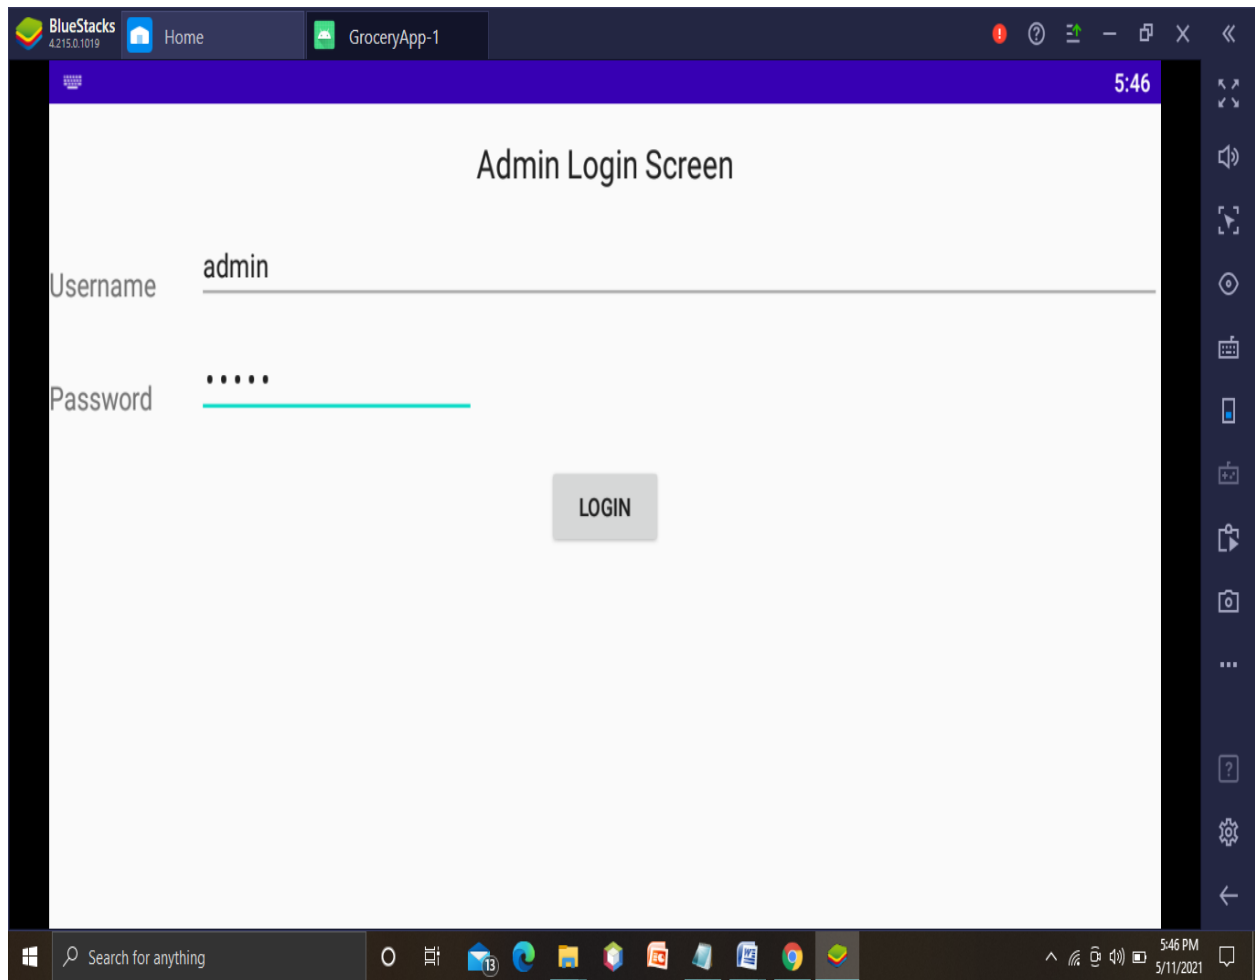 BlueStacks
4.215.0.1019
Home
GroceryApp-1
5:46
Admin Login Screen
Username
admin
Password
•••••
LOGIN
Search for anything
13
5:46 PM
5/11/2021